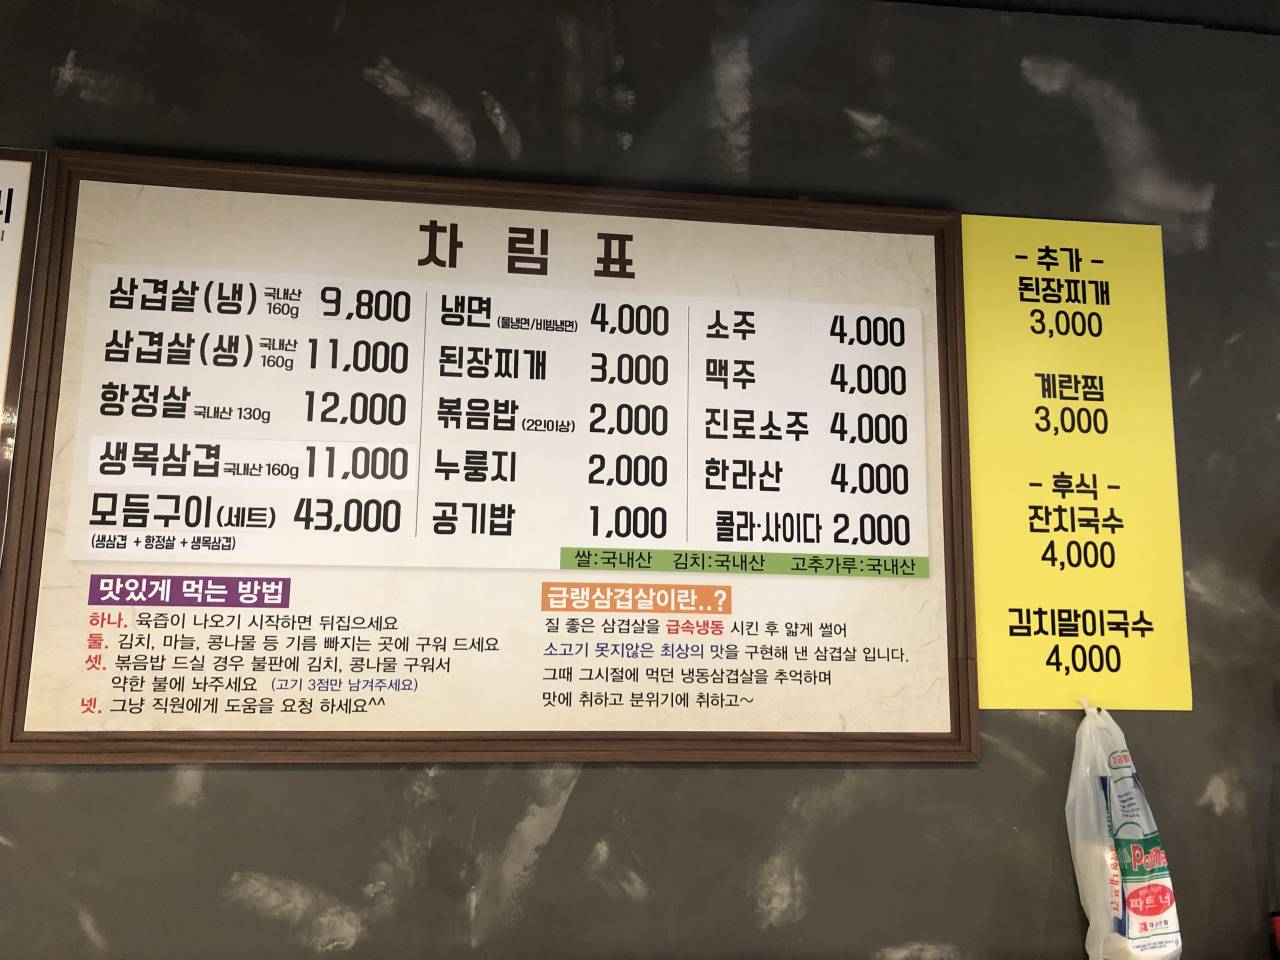 차림표
삼겹살(냉) 국내산 160g 9,800
삼겹살(생) 국내산 160g 11,000
항정살 국내산 130g 12,000
생목삼겹 국내산 160g 11,000
모듬구이(세트) 43,000
(생삼겹 + 항정살 + 생목삼겹)
냉면 (물냉면/비빔냉면) 4,000
된장찌개 3,000
볶음밥 (2인이상) 2,000
누룽지 2,000
공기밥 1,000
소주 4,000
맥주 4,000
진로소주 4,000
한라산 4,000
콜라·사이다 2,000
쌀:국내산 김치:국내산 고추가루:국내산
맛있게 먹는 방법
하나. 육즙이 나오기 시작하면 뒤집으세요
둘. 김치, 마늘, 콩나물 등 기름 빠지는 곳에 구워 드세요
셋. 볶음밥 드실 경우 불판에 김치, 콩나물 구워서
약한 불에 놔주세요 (고기 3점만 남겨주세요)
넷. 그냥 직원에게 도움을 요청 하세요^^
급랭삼겹살이란..?
질 좋은 삼겹살을 급속냉동 시킨 후 얇게 썰어
소고기 못지않은 최상의 맛을 구현해 낸 삼겹살 입니다.
그때 그시절에 먹던 냉동삼겹살을 추억하며
맛에 취하고 분위기에 취하고~
- 추가 -
된장찌개
3,000
계란찜
3,000
- 후식 -
잔치국수
4,000
김치말이국수
4,000
파트너